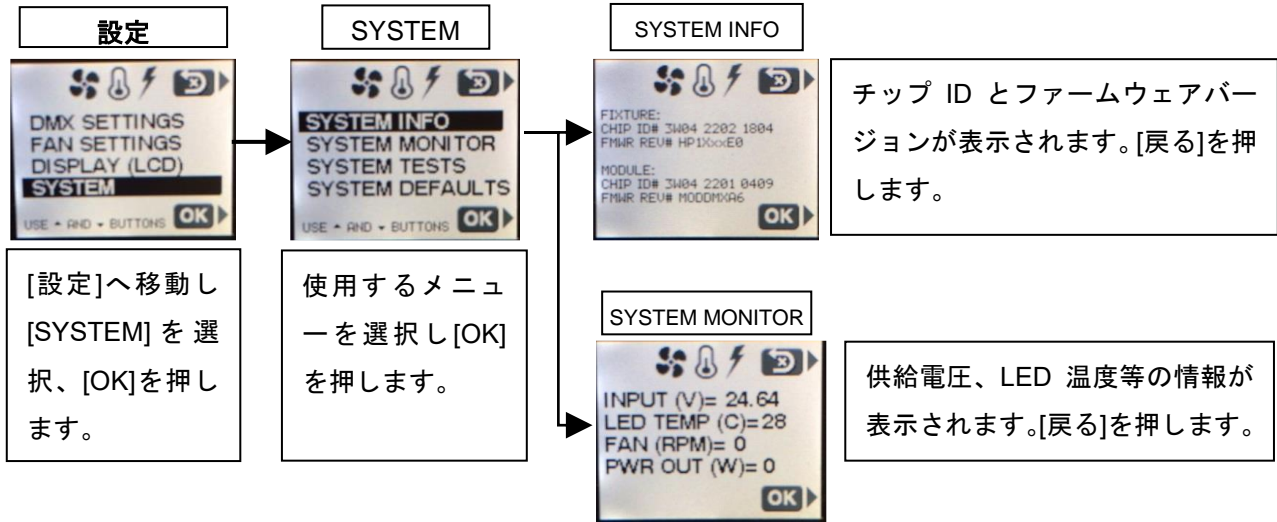 設定
DMX SETTINGS
FAN SETTINGS
DISPLAY (LCD)
SYSTEM
USE ▲ AND ▼ BUTTONS OK
[設定]へ移動し
[SYSTEM] を 選
択、[OK]を押し
ます。
SYSTEM
SYSTEM INFO
SYSTEM MONITOR
SYSTEM TESTS
SYSTEM DEFAULTS
USE ▲ AND ▼ BUTTONS OK
使用するメニュ
ーを選択し[OK]
を押します。
SYSTEM INFO
FIXTURE:
CHIP ID# 3W04 2202 1804
FMWR REV# HP1XxxE0
MODULE:
CHIP ID# 3W04 2201 0409
FMWR REV# MODDMXA6
OK
チップ ID とファームウェアバー
ジョンが表示されます。[戻る]を押
します。
SYSTEM MONITOR
INPUT (V)= 24.64
LED TEMP (C)=28
FAN (RPM)= 0
PWR OUT (W)= 0
OK
供給電圧、LED 温度等の情報が
表示されます。[戻る]を押します。